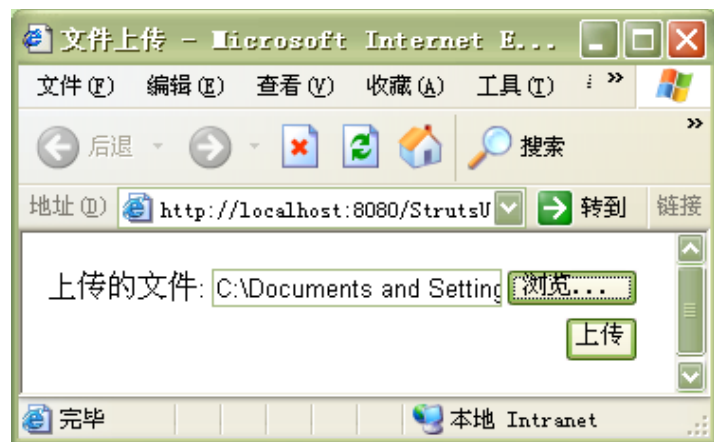 文件上传 - Microsoft Internet E...
文件(F) 编辑(E) 查看(V) 收藏(A) 工具(T) »
后退 搜索 »
地址(D) http://localhost:8080/StrutsU 转到 链接
上传的文件: C:\Documents and Setting 浏览...
上传
完毕 本地 Intranet